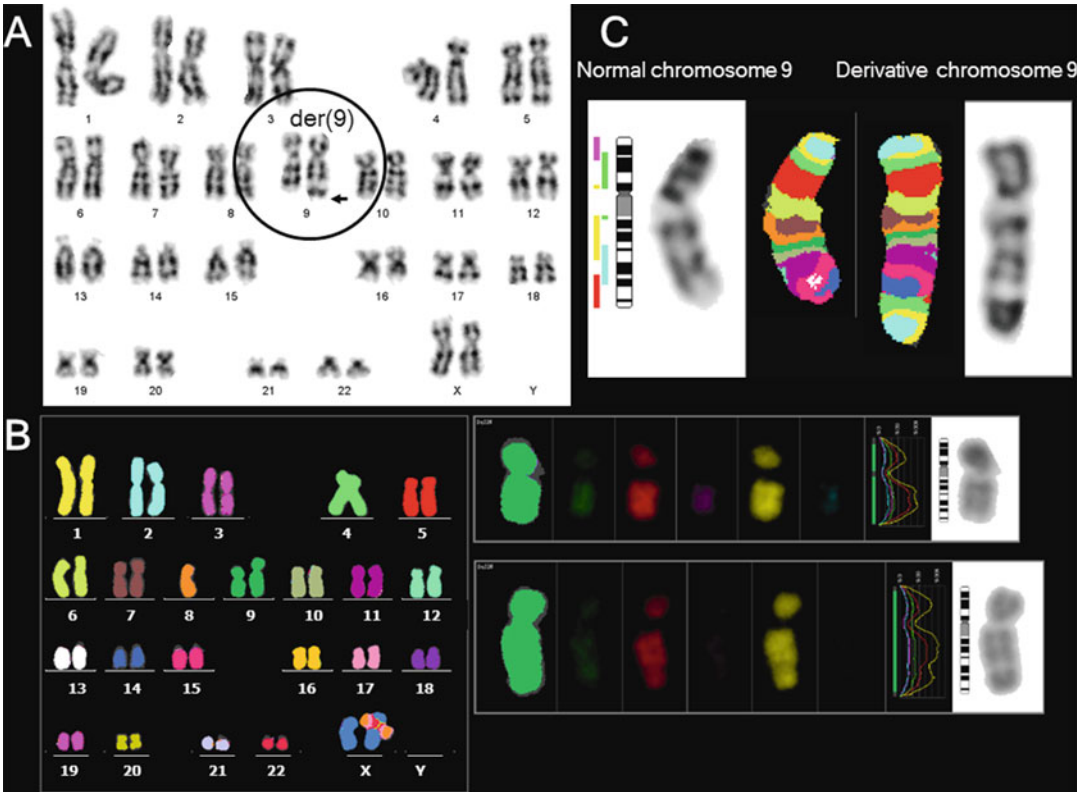 A
1 2 3 4 5
der(9)
6 7 8 9 10 11 12
13 14 15 16 17 18
19 20 21 22 X Y
C
Normal chromosome 9 Derivative chromosome 9
B
1 2 3 4 5
6 7 8 9 10 11 12
13 14 15 16 17 18
19 20 21 22 X Y